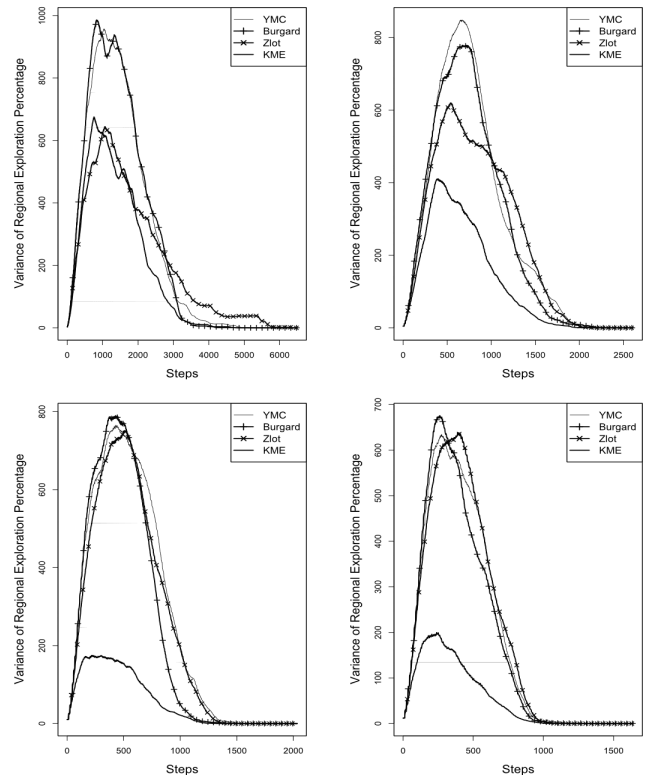 YMC
Burgard
Zlot
KME
Variance of Regional Exploration Percentage
0 200 400 600 800 1000
0 1000 2000 3000 4000 5000 6000
Steps
YMC
Burgard
Zlot
KME
Variance of Regional Exploration Percentage
0 200 400 600 800
0 500 1000 1500 2000 2500
Steps
YMC
Burgard
Zlot
KME
Variance of Regional Exploration Percentage
0 200 400 600 800
0 500 1000 1500 2000
Steps
YMC
Burgard
Zlot
KME
Variance of Regional Exploration Percentage
0 100 200 300 400 500 600 700
0 500 1000 1500
Steps